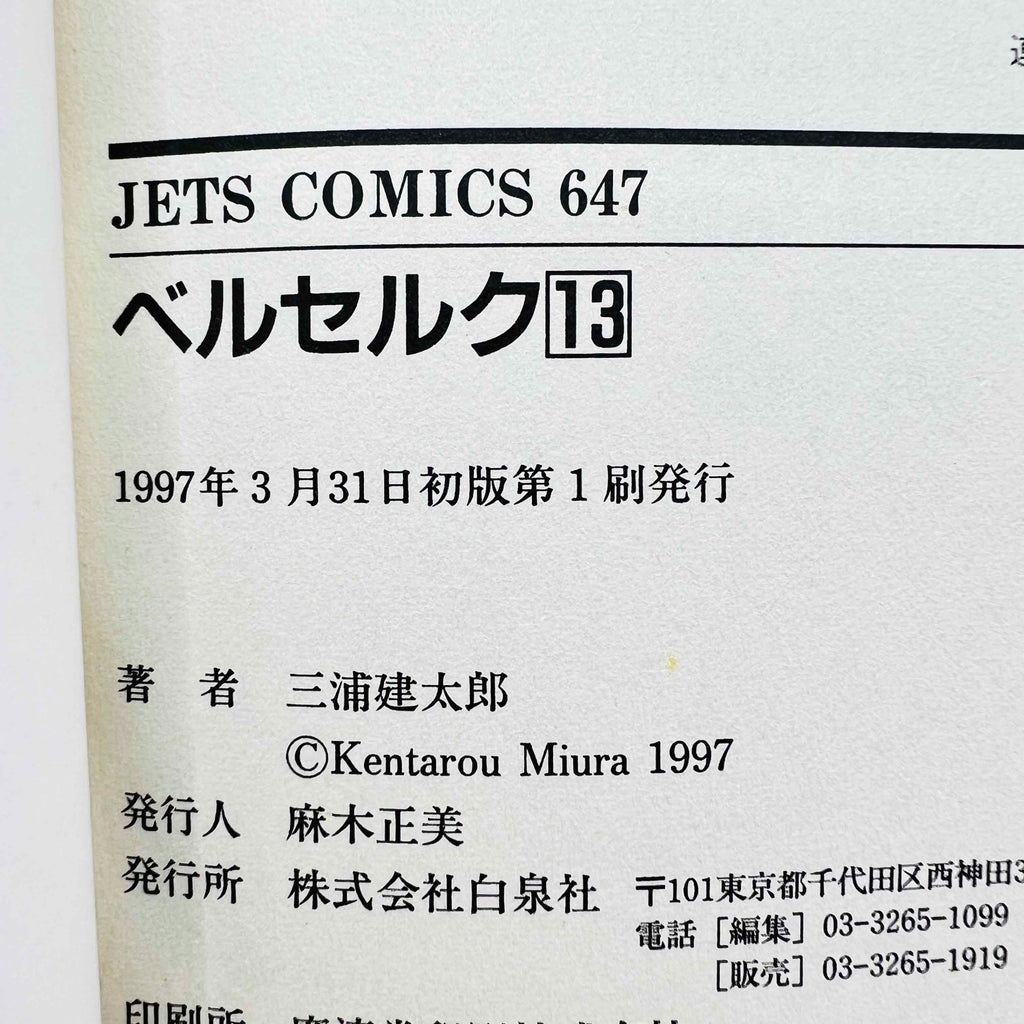 JETS COMICS 647
ベルセルク13
1997年3月31日初版第1刷発行
著 者 三浦建太郎
©Kentarou Miura 1997
発行人 麻木正美
発行所 株式会社白泉社 〒101東京都千代田区西神田3
電話 [編集] 03-3265-1099
[販売] 03-3265-1919
印刷所